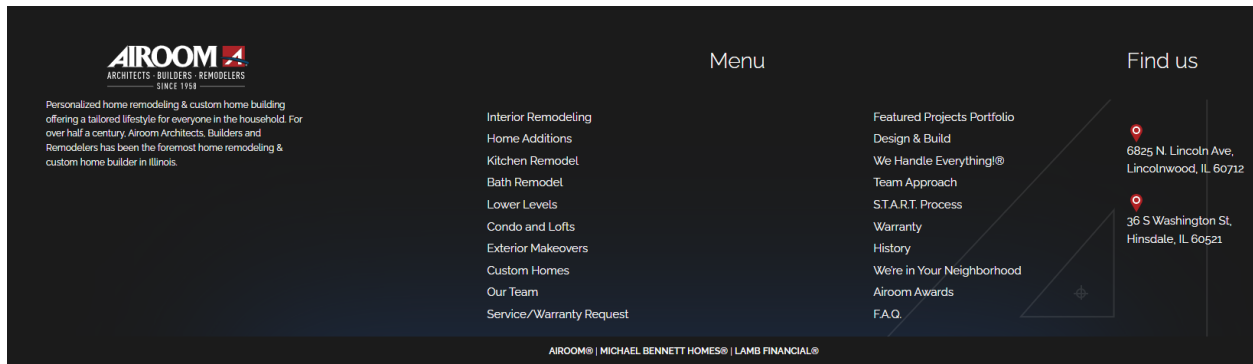 AIROOM
ARCHITECTS · BUILDERS · REMODELERS
SINCE 1958
Personalized home remodeling & custom home building
offering a tailored lifestyle for everyone in the household. For
over half a century, Airoom Architects, Builders and
Remodelers has been the foremost home remodeling &
custom home builder in Illinois.
Menu
Interior Remodeling
Home Additions
Kitchen Remodel
Bath Remodel
Lower Levels
Condo and Lofts
Exterior Makeovers
Custom Homes
Our Team
Service/Warranty Request
Featured Projects Portfolio
Design & Build
We Handle Everything!®
Team Approach
S.T.A.R.T. Process
Warranty
History
We're in Your Neighborhood
Airoom Awards
F.A.Q.
Find us
6825 N. Lincoln Ave,
Lincolnwood, IL 60712
36 S Washington St,
Hinsdale, IL 60521
AIROOM® | MICHAEL BENNETT HOMES® | LAMB FINANCIAL®